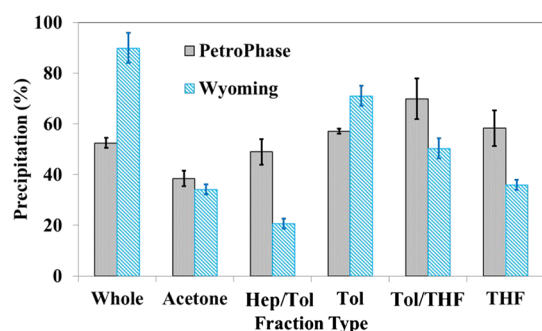 100
80
60
40
20
0
Precipitation (%)
PetroPhase
Wyoming
Whole Acetone Hep/Tol Tol Tol/THF THF
Fraction Type